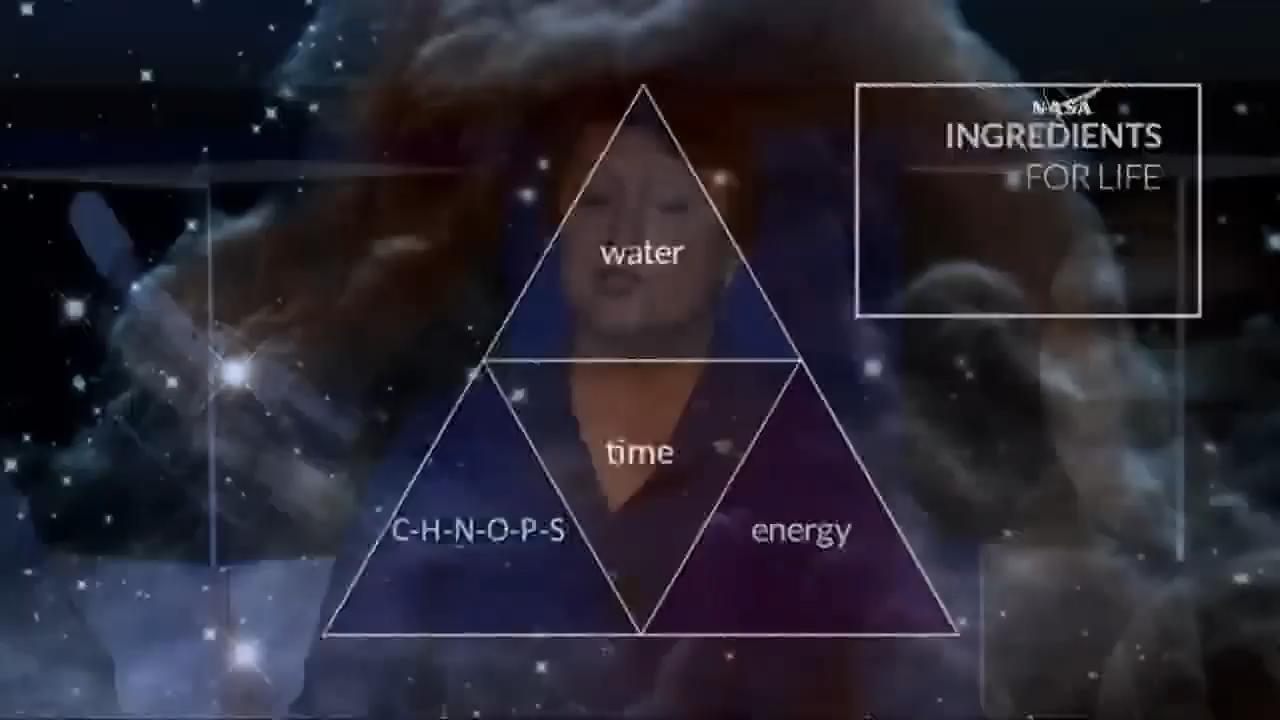 NASA
INGREDIENTS
FOR LIFE
water
time
C-H-N-O-P-S
energy